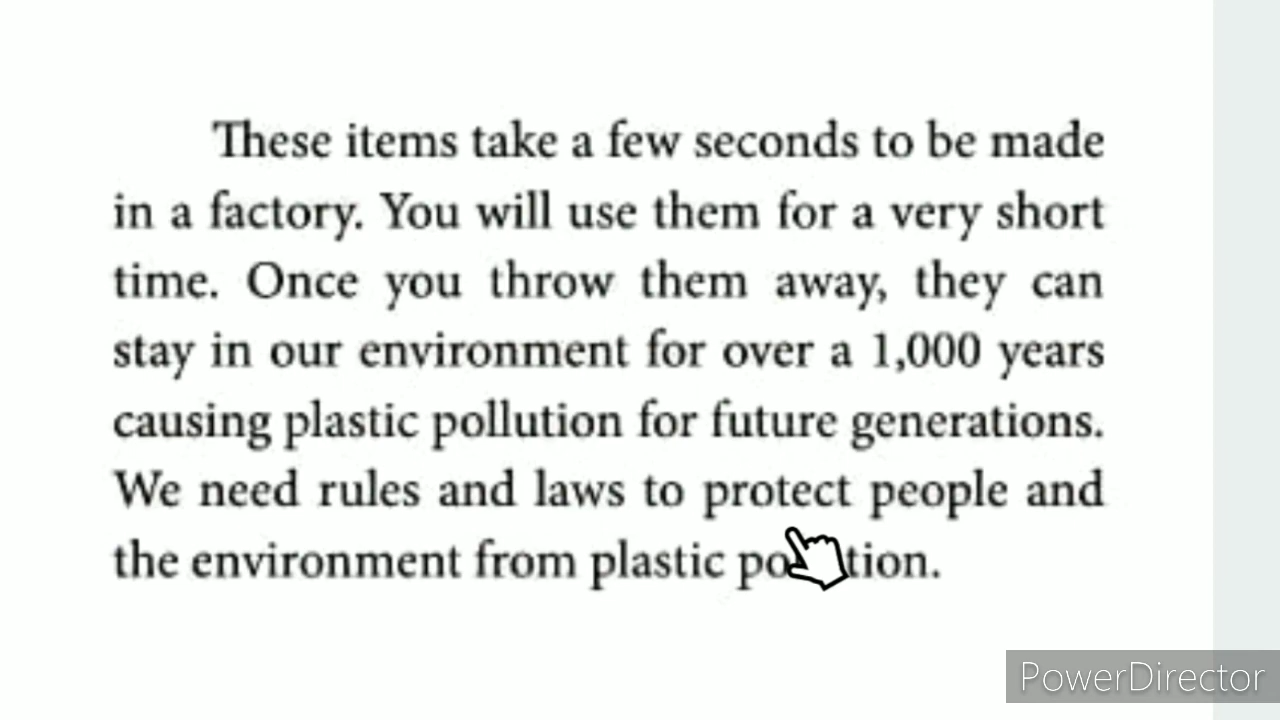 These items take a few seconds to be made
in a factory. You will use them for a very short
time. Once you throw them away, they can
stay in our environment for over a 1,000 years
causing plastic pollution for future generations.
We need rules and laws to protect people and
the environment from plastic
PowerDirector